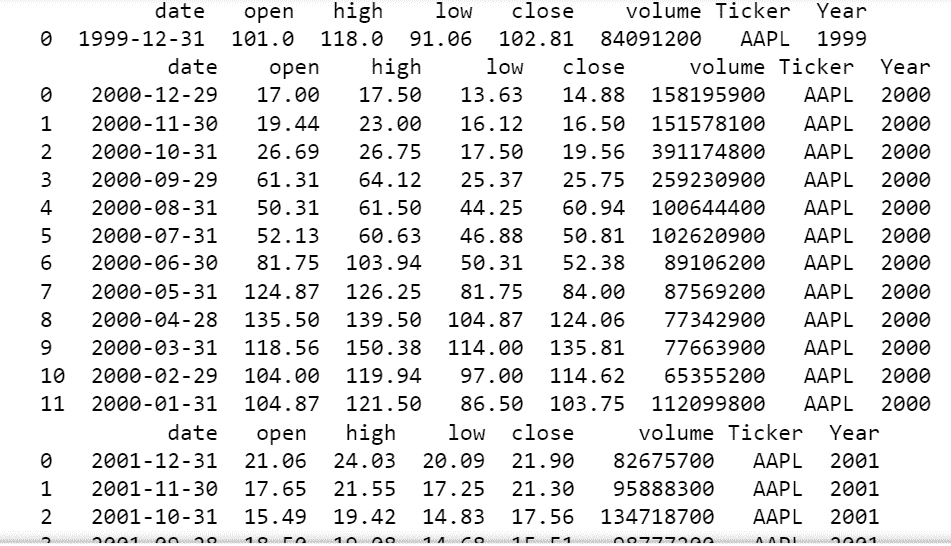 date open high low close volume Ticker Year
0 1999-12-31 101.0 118.0 91.06 102.81 84091200 AAPL 1999
date open high low close volume Ticker Year
0 2000-12-29 17.00 17.50 13.63 14.88 158195900 AAPL 2000
1 2000-11-30 19.44 23.00 16.12 16.50 151578100 AAPL 2000
2 2000-10-31 26.69 26.75 17.50 19.56 391174800 AAPL 2000
3 2000-09-29 61.31 64.12 25.37 25.75 259230900 AAPL 2000
4 2000-08-31 50.31 61.50 44.25 60.94 100644400 AAPL 2000
5 2000-07-31 52.13 60.63 46.88 50.81 102620900 AAPL 2000
6 2000-06-30 81.75 103.94 50.31 52.38 89106200 AAPL 2000
7 2000-05-31 124.87 126.25 81.75 84.00 87569200 AAPL 2000
8 2000-04-28 135.50 139.50 104.87 124.06 77342900 AAPL 2000
9 2000-03-31 118.56 150.38 114.00 135.81 77663900 AAPL 2000
10 2000-02-29 104.00 119.94 97.00 114.62 65355200 AAPL 2000
11 2000-01-31 104.87 121.50 86.50 103.75 112099800 AAPL 2000
date open high low close volume Ticker Year
0 2001-12-31 21.06 24.03 20.09 21.90 82675700 AAPL 2001
1 2001-11-30 17.65 21.55 17.25 21.30 95888300 AAPL 2001
2 2001-10-31 15.49 19.42 14.83 17.56 134718700 AAPL 2001